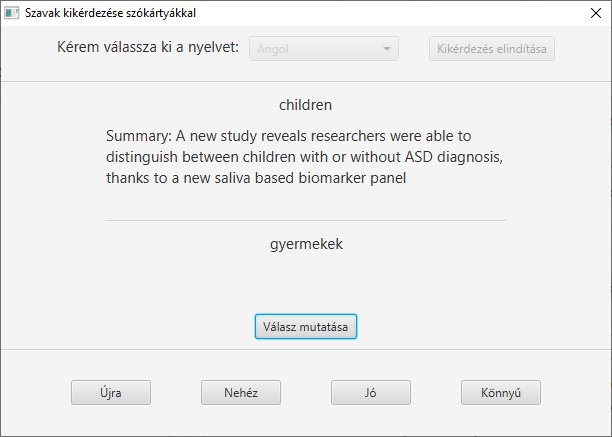 Szavak kikérdezése szókártyákkal
Kérem válassza ki a nyelvet: Angol Kikérdezés elindítása
children
Summary: A new study reveals researchers were able to
distinguish between children with or without ASD diagnosis,
thanks to a new saliva based biomarker panel
gyermekek
Válasz mutatása
Újra Nehéz Jó Könnyű